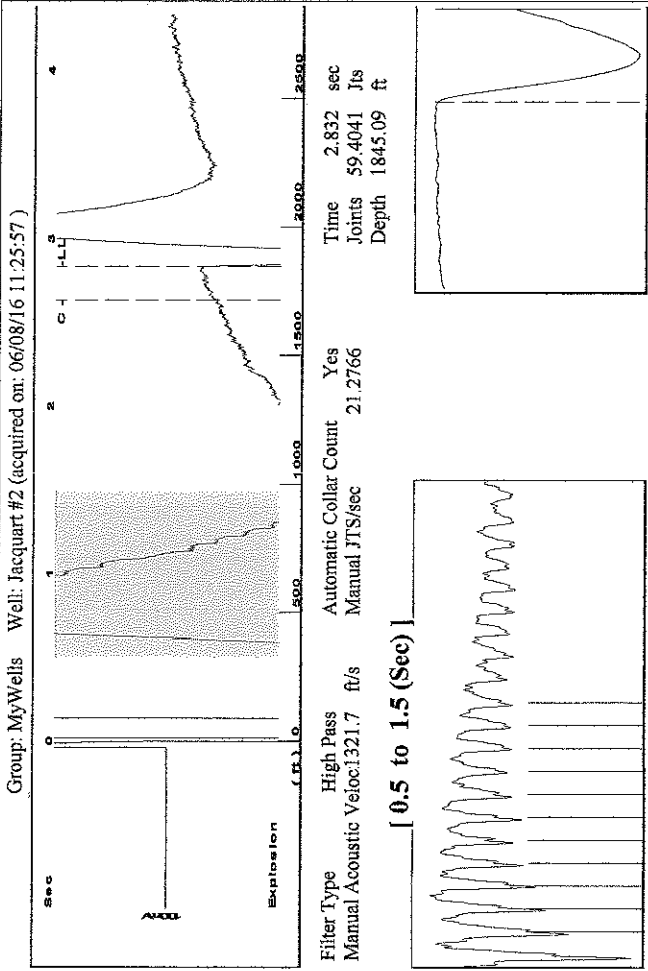 Group: MyWells Well: Jacquart #2 (acquired on: 06/08/16 11:25:57 )
Sec 0 1 2 3 4
C LL
Explosion
( ft ) 0 500 1000 1500 2000 2500
Filter Type High Pass Automatic Collar Count Yes Time 2.832 sec
Manual Acoustic Veloc:1321.7 ft/s Manual JTS/sec 21.2766 Joints 59.4041 Jts
Depth 1845.09 ft
[ 0.5 to 1.5 (Sec) ]